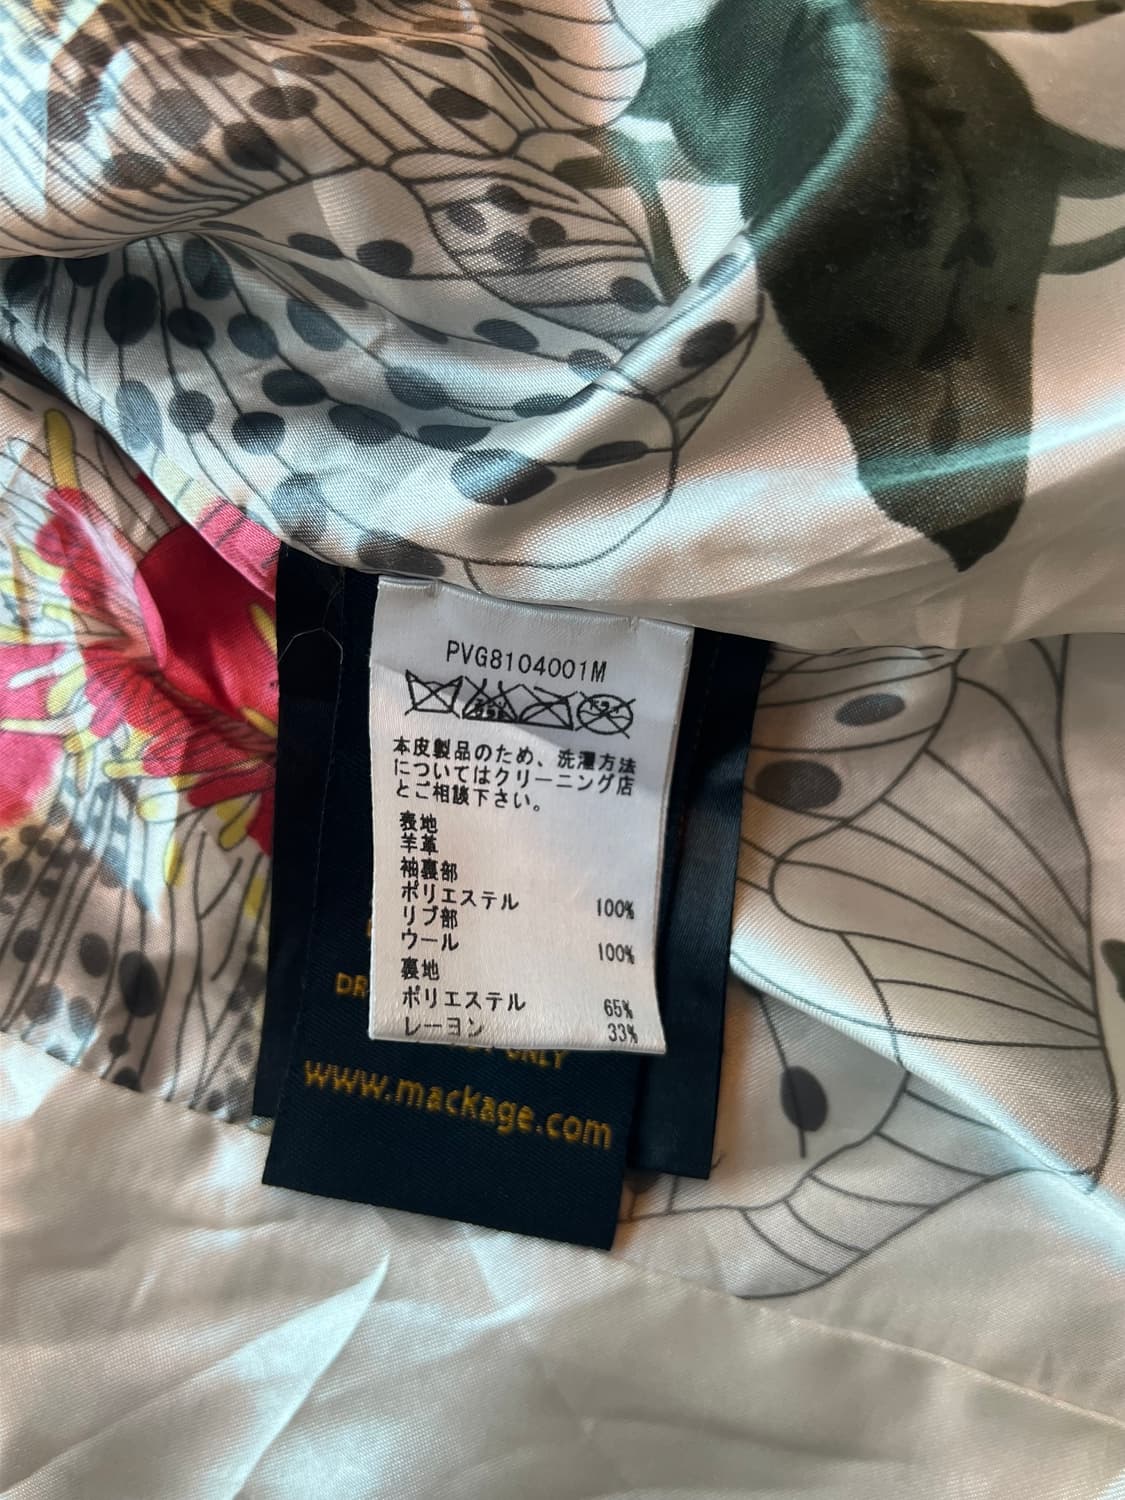 PVG8104001M
本皮製品のため、洗濯方法
についてはクリーニング店
とご相談下さい。
表地
羊革
袖裏部
ポリエステル 100%
リブ部
ウール 100%
裏地
ポリエステル 65%
レーヨン 33%
DR
ONLY
www.mackage.com